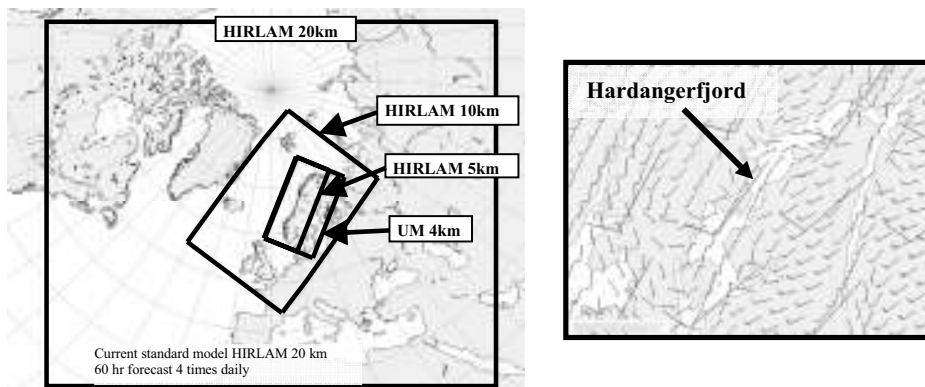 HIRLAM 20km
HIRLAM 10km
HIRLAM 5km
UM 4km
Current standard model HIRLAM 20 km
60 hr forecast 4 times daily
Hardangerfjord